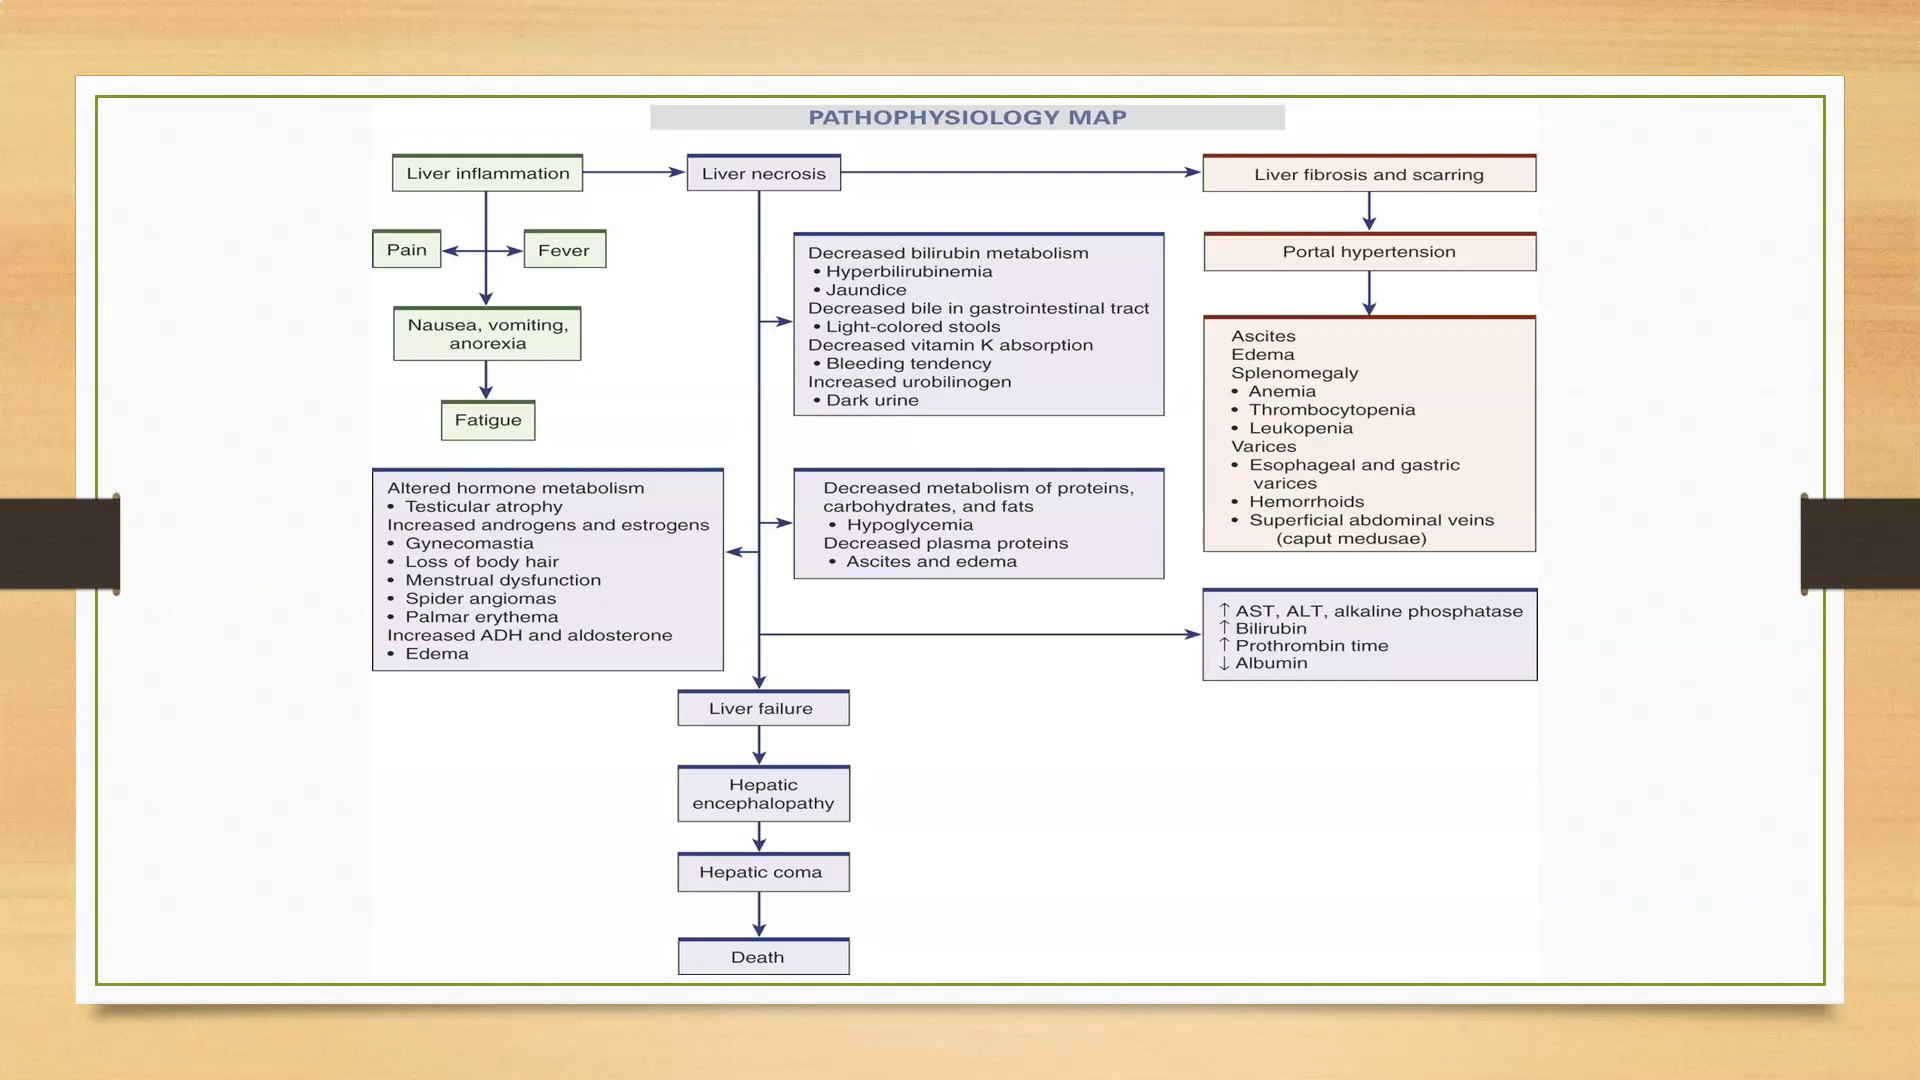 PATHOPHYSIOLOGY MAP
Liver inflammation
Liver necrosis
Liver fibrosis and scarring
Pain
Fever
Portal hypertension
Nausea, vomiting,
anorexia
Fatigue
Decreased bilirubin metabolism
• Hyperbilirubinemia
• Jaundice
Decreased bile in gastrointestinal tract
• Light-colored stools
Decreased vitamin K absorption
• Bleeding tendency
Increased urobilinogen
• Dark urine
Ascites
Edema
Splenomegaly
• Anemia
• Thrombocytopenia
• Leukopenia
Varices
• Esophageal and gastric
varices
• Hemorrhoids
• Superficial abdominal veins
(caput medusae)
Altered hormone metabolism
• Testicular atrophy
Increased androgens and estrogens
• Gynecomastia
• Loss of body hair
• Menstrual dysfunction
• Spider angiomas
• Palmar erythema
Increased ADH and aldosterone
• Edema
Decreased metabolism of proteins,
carbohydrates, and fats
• Hypoglycemia
Decreased plasma proteins
• Ascites and edema
↑ AST, ALT, alkaline phosphatase
↑ Bilirubin
↑ Prothrombin time
↓ Albumin
Liver failure
Hepatic
encephalopathy
Hepatic coma
Death